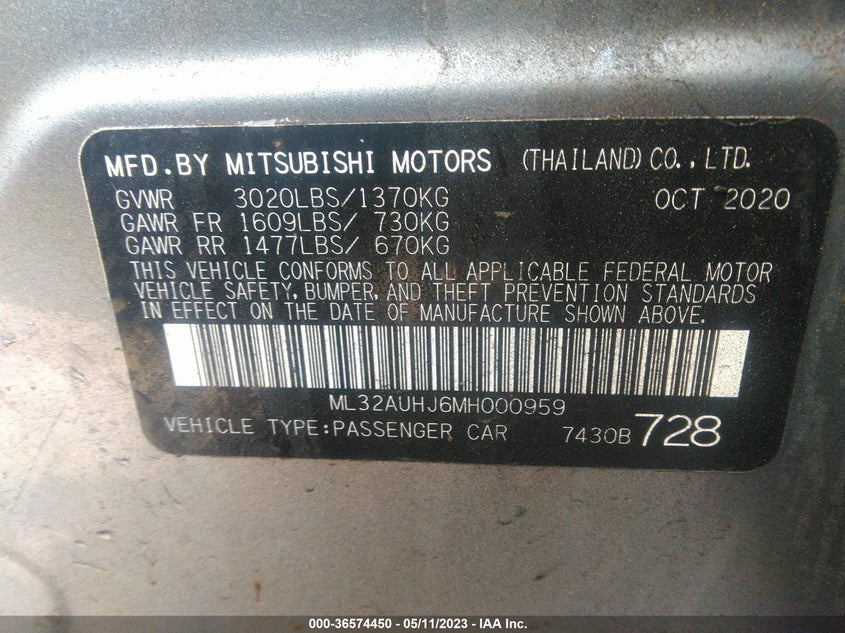 MFD.BY MITSUBISHI MOTORS (THAILAND) CO.,LTD.
GVWR 3020LBS/1370KG OCT 2020
GAWR FR 1609LBS/ 730KG
GAWR RR 1477LBS/ 670KG
THIS VEHICLE CONFORMS TO ALL APPLICABLE FEDERAL MOTOR
VEHICLE SAFETY, BUMPER, AND THEFT PREVENTION STANDARDS
IN EFFECT ON THE DATE OF MANUFACTURE SHOWN ABOVE.
ML32AUHJ6MH000959
VEHICLE TYPE:PASSENGER CAR 7430B 728
000-36574450 - 05/11/2023 - IAA Inc.